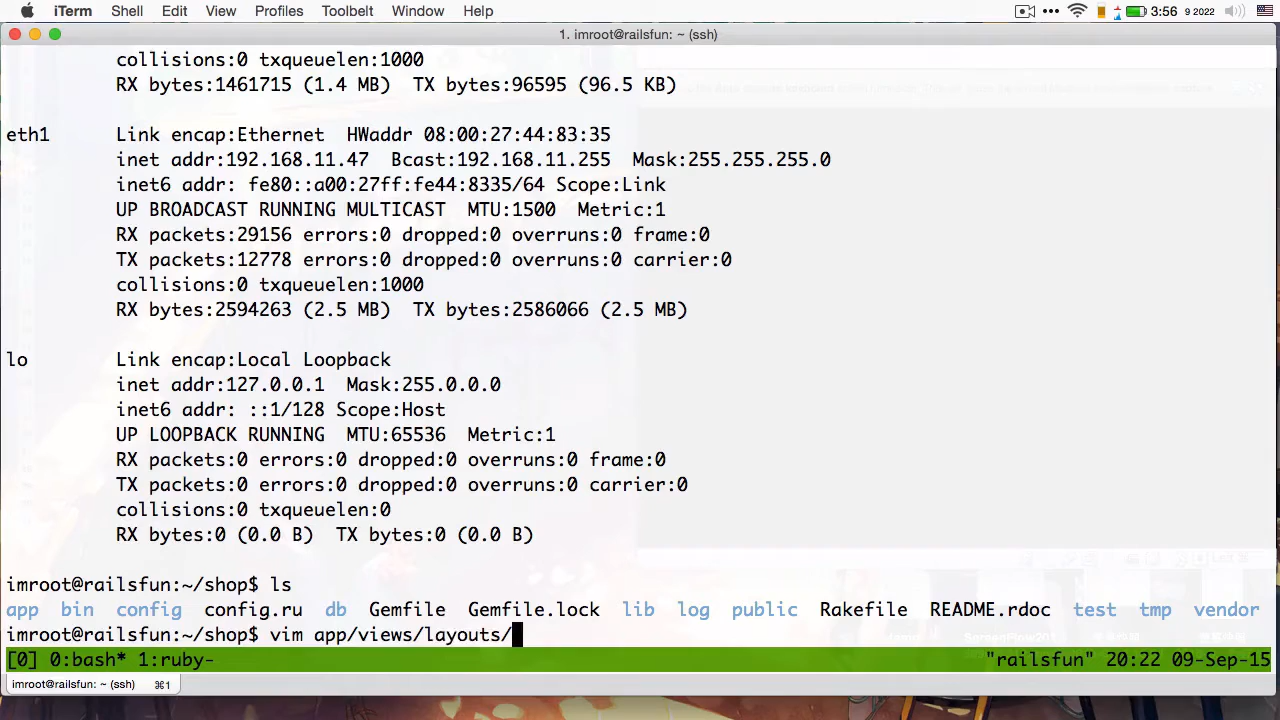 iTerm Shell Edit View Profiles Toolbelt Window Help 3:56 9 2022
1. imroot@railsfun: ~ (ssh)
collisions:0 txqueuelen:1000
RX bytes:1461715 (1.4 MB)  TX bytes:96595 (96.5 KB)
eth1      Link encap:Ethernet  HWaddr 08:00:27:44:83:35
inet addr:192.168.11.47  Bcast:192.168.11.255  Mask:255.255.255.0
inet6 addr: fe80::a00:27ff:fe44:8335/64 Scope:Link
UP BROADCAST RUNNING MULTICAST  MTU:1500  Metric:1
RX packets:29156 errors:0 dropped:0 overruns:0 frame:0
TX packets:12778 errors:0 dropped:0 overruns:0 carrier:0
collisions:0 txqueuelen:1000
RX bytes:2594263 (2.5 MB)  TX bytes:2586066 (2.5 MB)
lo        Link encap:Local Loopback
inet addr:127.0.0.1  Mask:255.0.0.0
inet6 addr: ::1/128 Scope:Host
UP LOOPBACK RUNNING  MTU:65536  Metric:1
RX packets:0 errors:0 dropped:0 overruns:0 frame:0
TX packets:0 errors:0 dropped:0 overruns:0 carrier:0
collisions:0 txqueuelen:0
RX bytes:0 (0.0 B)  TX bytes:0 (0.0 B)
imroot@railsfun:~/shop$ ls
app  bin  config  config.ru  db  Gemfile  Gemfile.lock  lib  log  public  Rakefile  README.rdoc  test  tmp  vendor
imroot@railsfun:~/shop$ vim app/views/layouts/
[0] 0:bash* 1:ruby- "railsfun" 20:22 09-Sep-15
imroot@railsfun: ~ (ssh) ⌘1